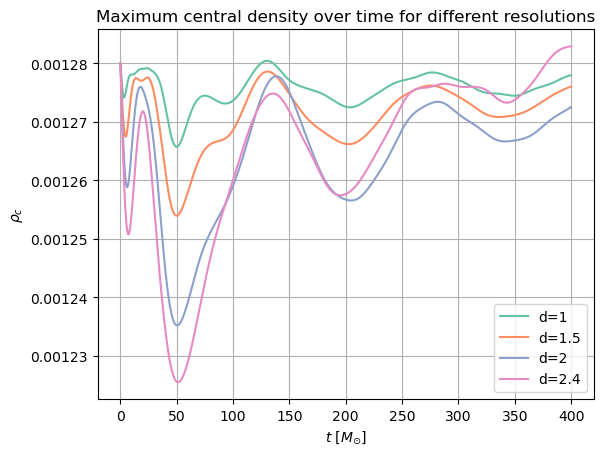 Maximum central density over time for different resolutions
0.00128
0.00127
0.00126
0.00125
0.00124
0.00123
ρc
0 50 100 150 200 250 300 350 400
t [M⊙]
d=1
d=1.5
d=2
d=2.4